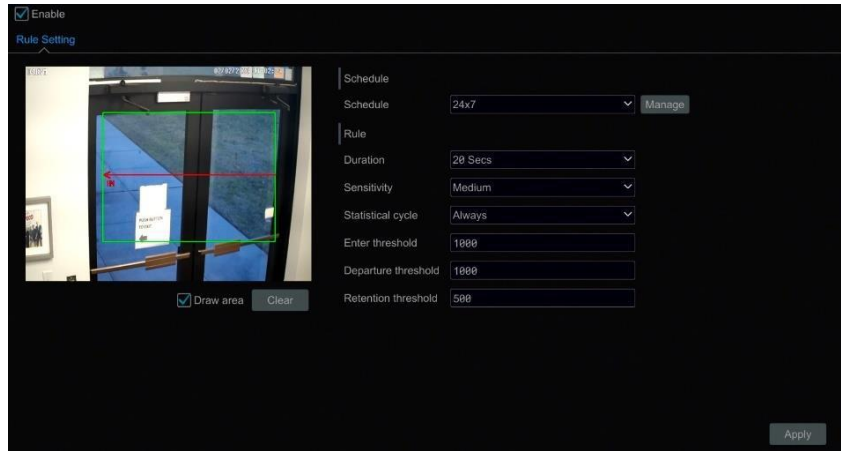 Enable
Rule Setting
Schedule
Schedule 24x7 Manage
Rule
Duration 20 Secs
Sensitivity Medium
Statistical cycle Always
Enter threshold 1000
Departure threshold 1000
Retention threshold 500
Draw area Clear
Apply